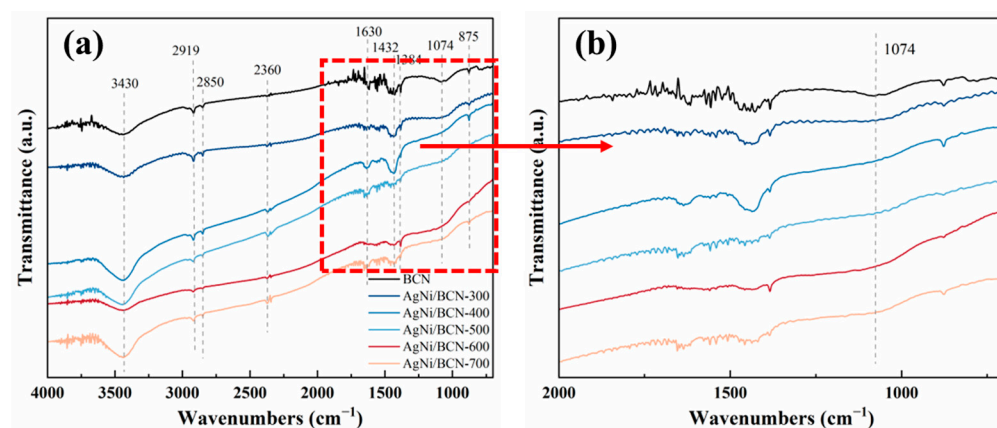 (a)
3430
2919
2850
2360
1630
1432
1384
1074
875
BCN
AgNi/BCN-300
AgNi/BCN-400
AgNi/BCN-500
AgNi/BCN-600
AgNi/BCN-700
Transmittance (a.u.)
4000 3500 3000 2500 2000 1500 1000
Wavenumbers (cm⁻¹)
(b)
1074
Transmittance (a.u.)
2000 1500 1000
Wavenumbers (cm⁻¹)